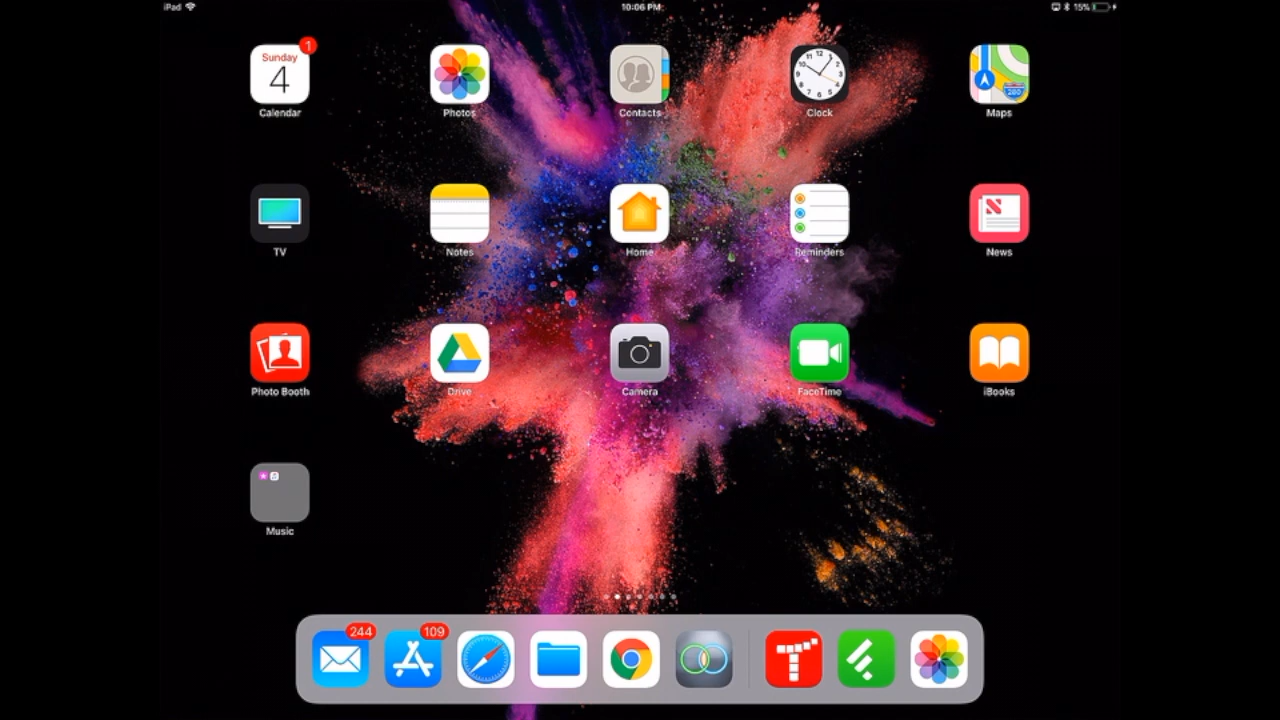 iPad 10:06 PM 15%
Sunday 1
4
Calendar Photos Contacts Clock Maps
TV Notes Home Reminders News
Photo Booth Drive Camera FaceTime iBooks
Music
244 109